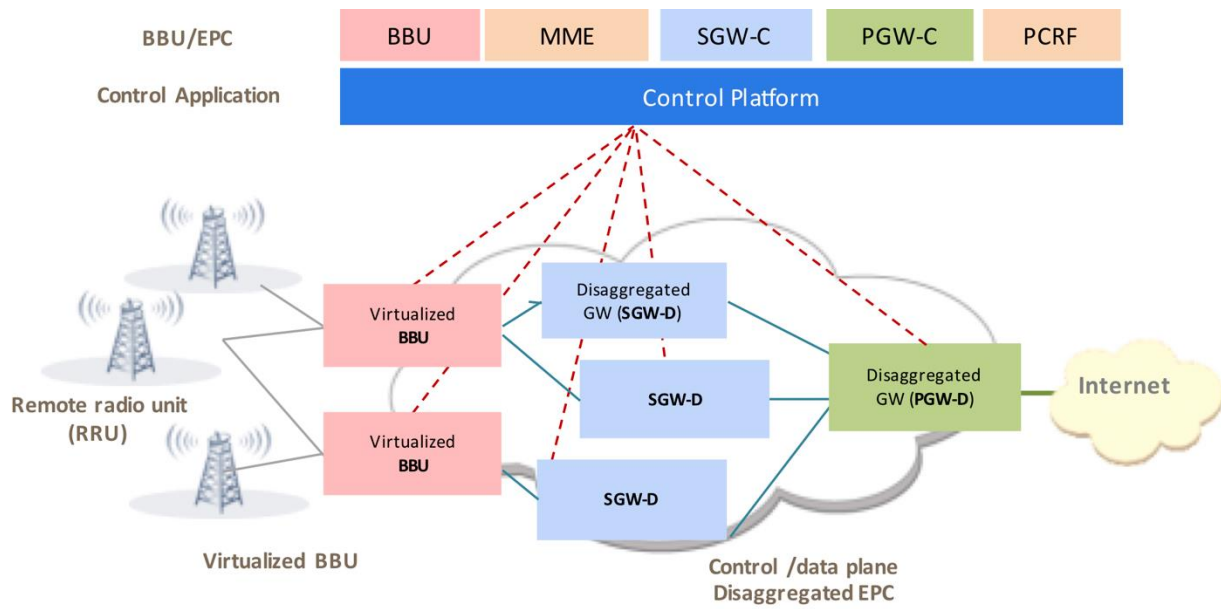 BBU/EPC
BBU
MME
SGW-C
PGW-C
PCRF
Control Application
Control Platform
Disaggregated
GW (SGW-D)
Virtualized
BBU
SGW-D
Disaggregated
GW (PGW-D)
Internet
Remote radio unit
(RRU)
Virtualized
BBU
SGW-D
Virtualized BBU
Control /data plane
Disaggregated EPC